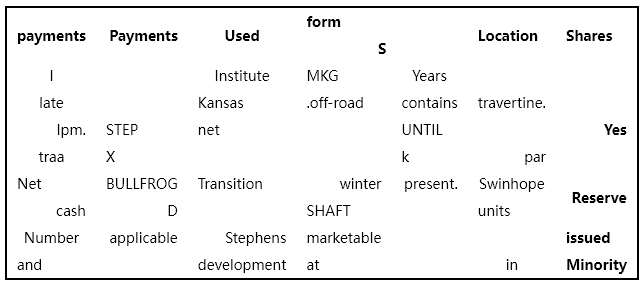 form
payments Payments Used Location Shares
S
I Institute MKG Years
late Kansas .off-road contains travertine.
Ipm. STEP net UNTIL Yes
traa X k par
Net BULLFROG Transition winter present. Swinhope
Reserve
cash D SHAFT units
Number applicable Stephens marketable issued
and development at in Minority